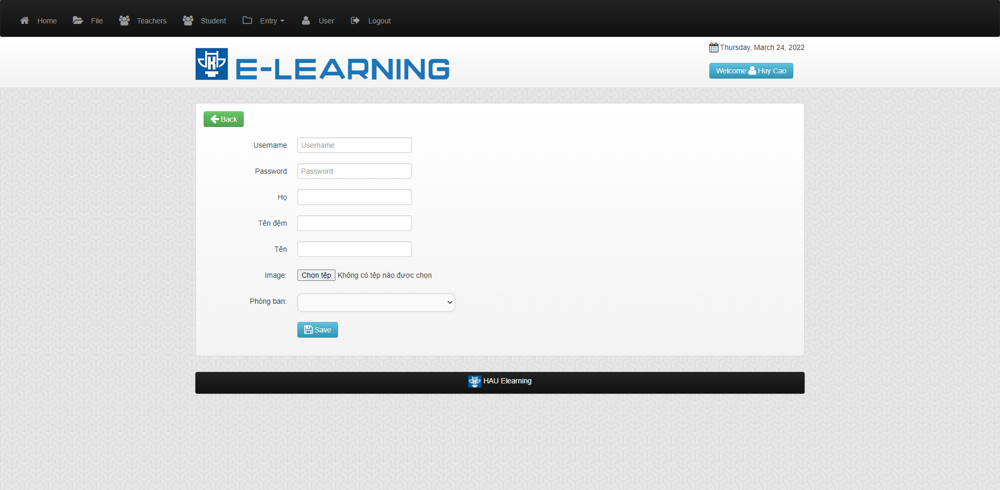 Home File Teachers Student Entry User Logout
Thursday, March 24, 2022
E-LEARNING
Welcome: Huy Cao
Back
Username Username
Password Password
Họ
Tên đệm
Tên
Image: Chọn tệp Không có tệp nào được chọn
Phòng ban:
Save
HAU Elearning